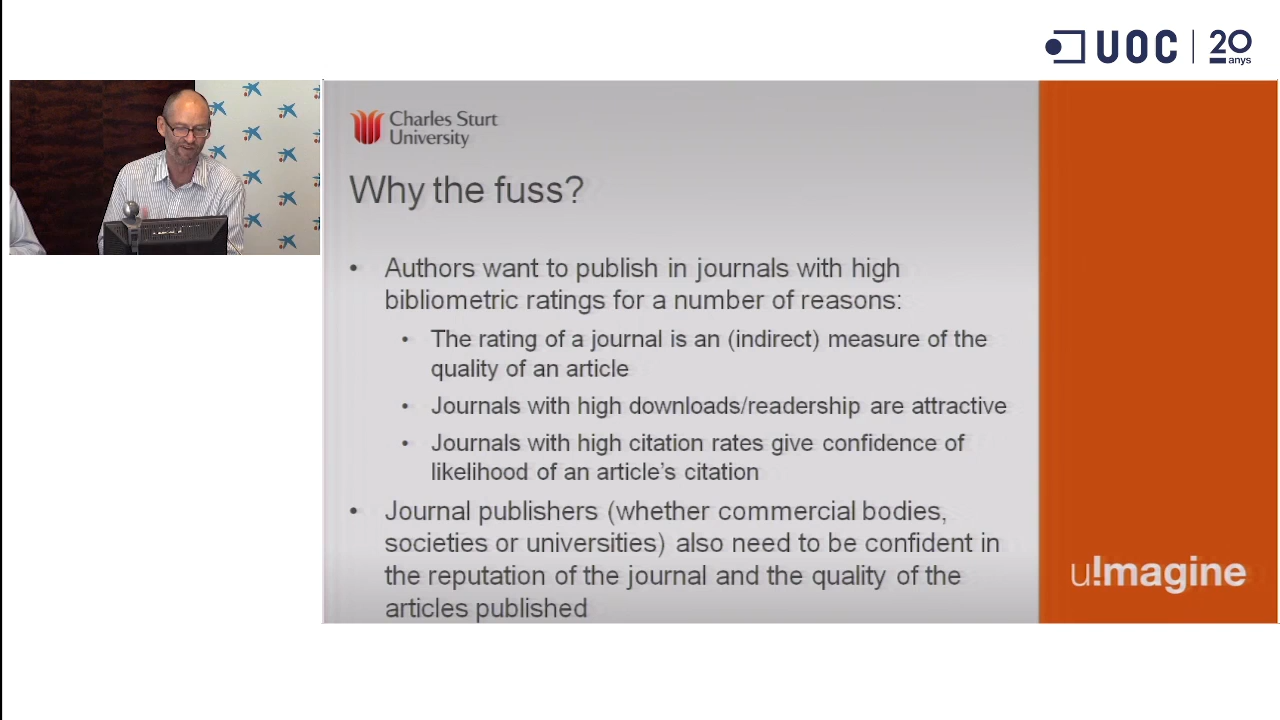 UOC
20
anys
Charles Sturt
University
Why the fuss?
• Authors want to publish in journals with high
bibliometric ratings for a number of reasons:
• The rating of a journal is an (indirect) measure of the
quality of an article
• Journals with high downloads/readership are attractive
• Journals with high citation rates give confidence of
likelihood of an article's citation
• Journal publishers (whether commercial bodies,
societies or universities) also need to be confident in
the reputation of the journal and the quality of the
articles published
u!magine